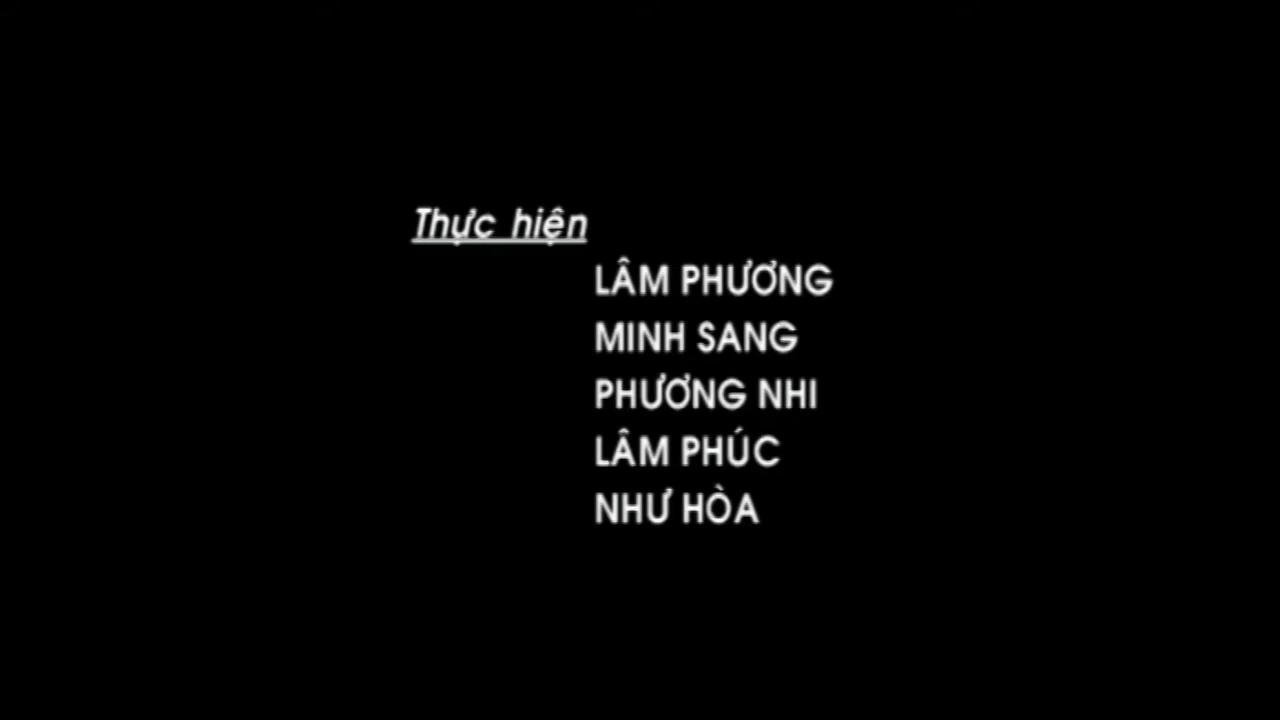 Thực hiện
LÂM PHƯƠNG
MINH SANG
PHƯƠNG NHI
LÂM PHÚC
NHƯ HÒA